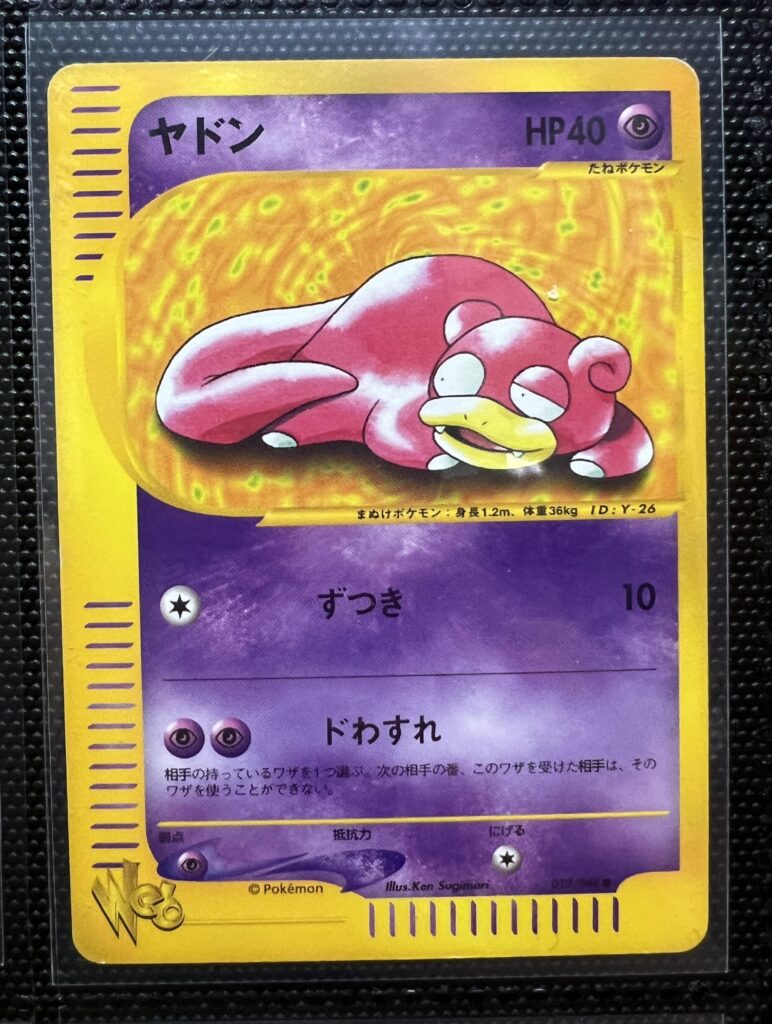 ヤドン HP40
たねポケモン
まぬけポケモン：身長1.2m、体重36kg ID:Y-26
ずつき 10
ドわすれ
相手の持っているワザを1つ選ぶ。次の相手の番、このワザを受けた相手は、その
ワザを使うことができない。
弱点 抵抗力 にげる
©Pokémon Illus.Ken Sugimori
Web